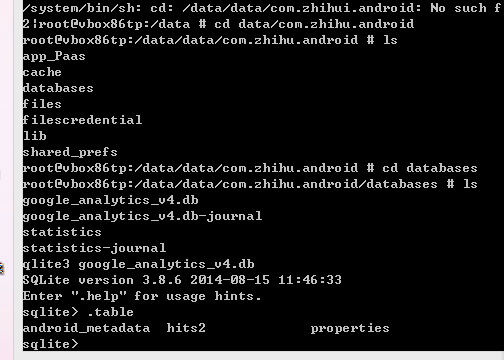 /system/bin/sh: cd: /data/data/com.zhihui.android: No such f
2|root@vbox86tp:/data # cd data/com.zhihu.android
root@vbox86tp:/data/data/com.zhihu.android # ls
app_Paas
cache
databases
files
filescredential
lib
shared_prefs
root@vbox86tp:/data/data/com.zhihu.android # cd databases
root@vbox86tp:/data/data/com.zhihu.android/databases # ls
google_analytics_v4.db
google_analytics_v4.db-journal
statistics
statistics-journal
qlite3 google_analytics_v4.db
SQLite version 3.8.6 2014-08-15 11:46:33
Enter ".help" for usage hints.
sqlite> .table
android_metadata  hits2             properties
sqlite>